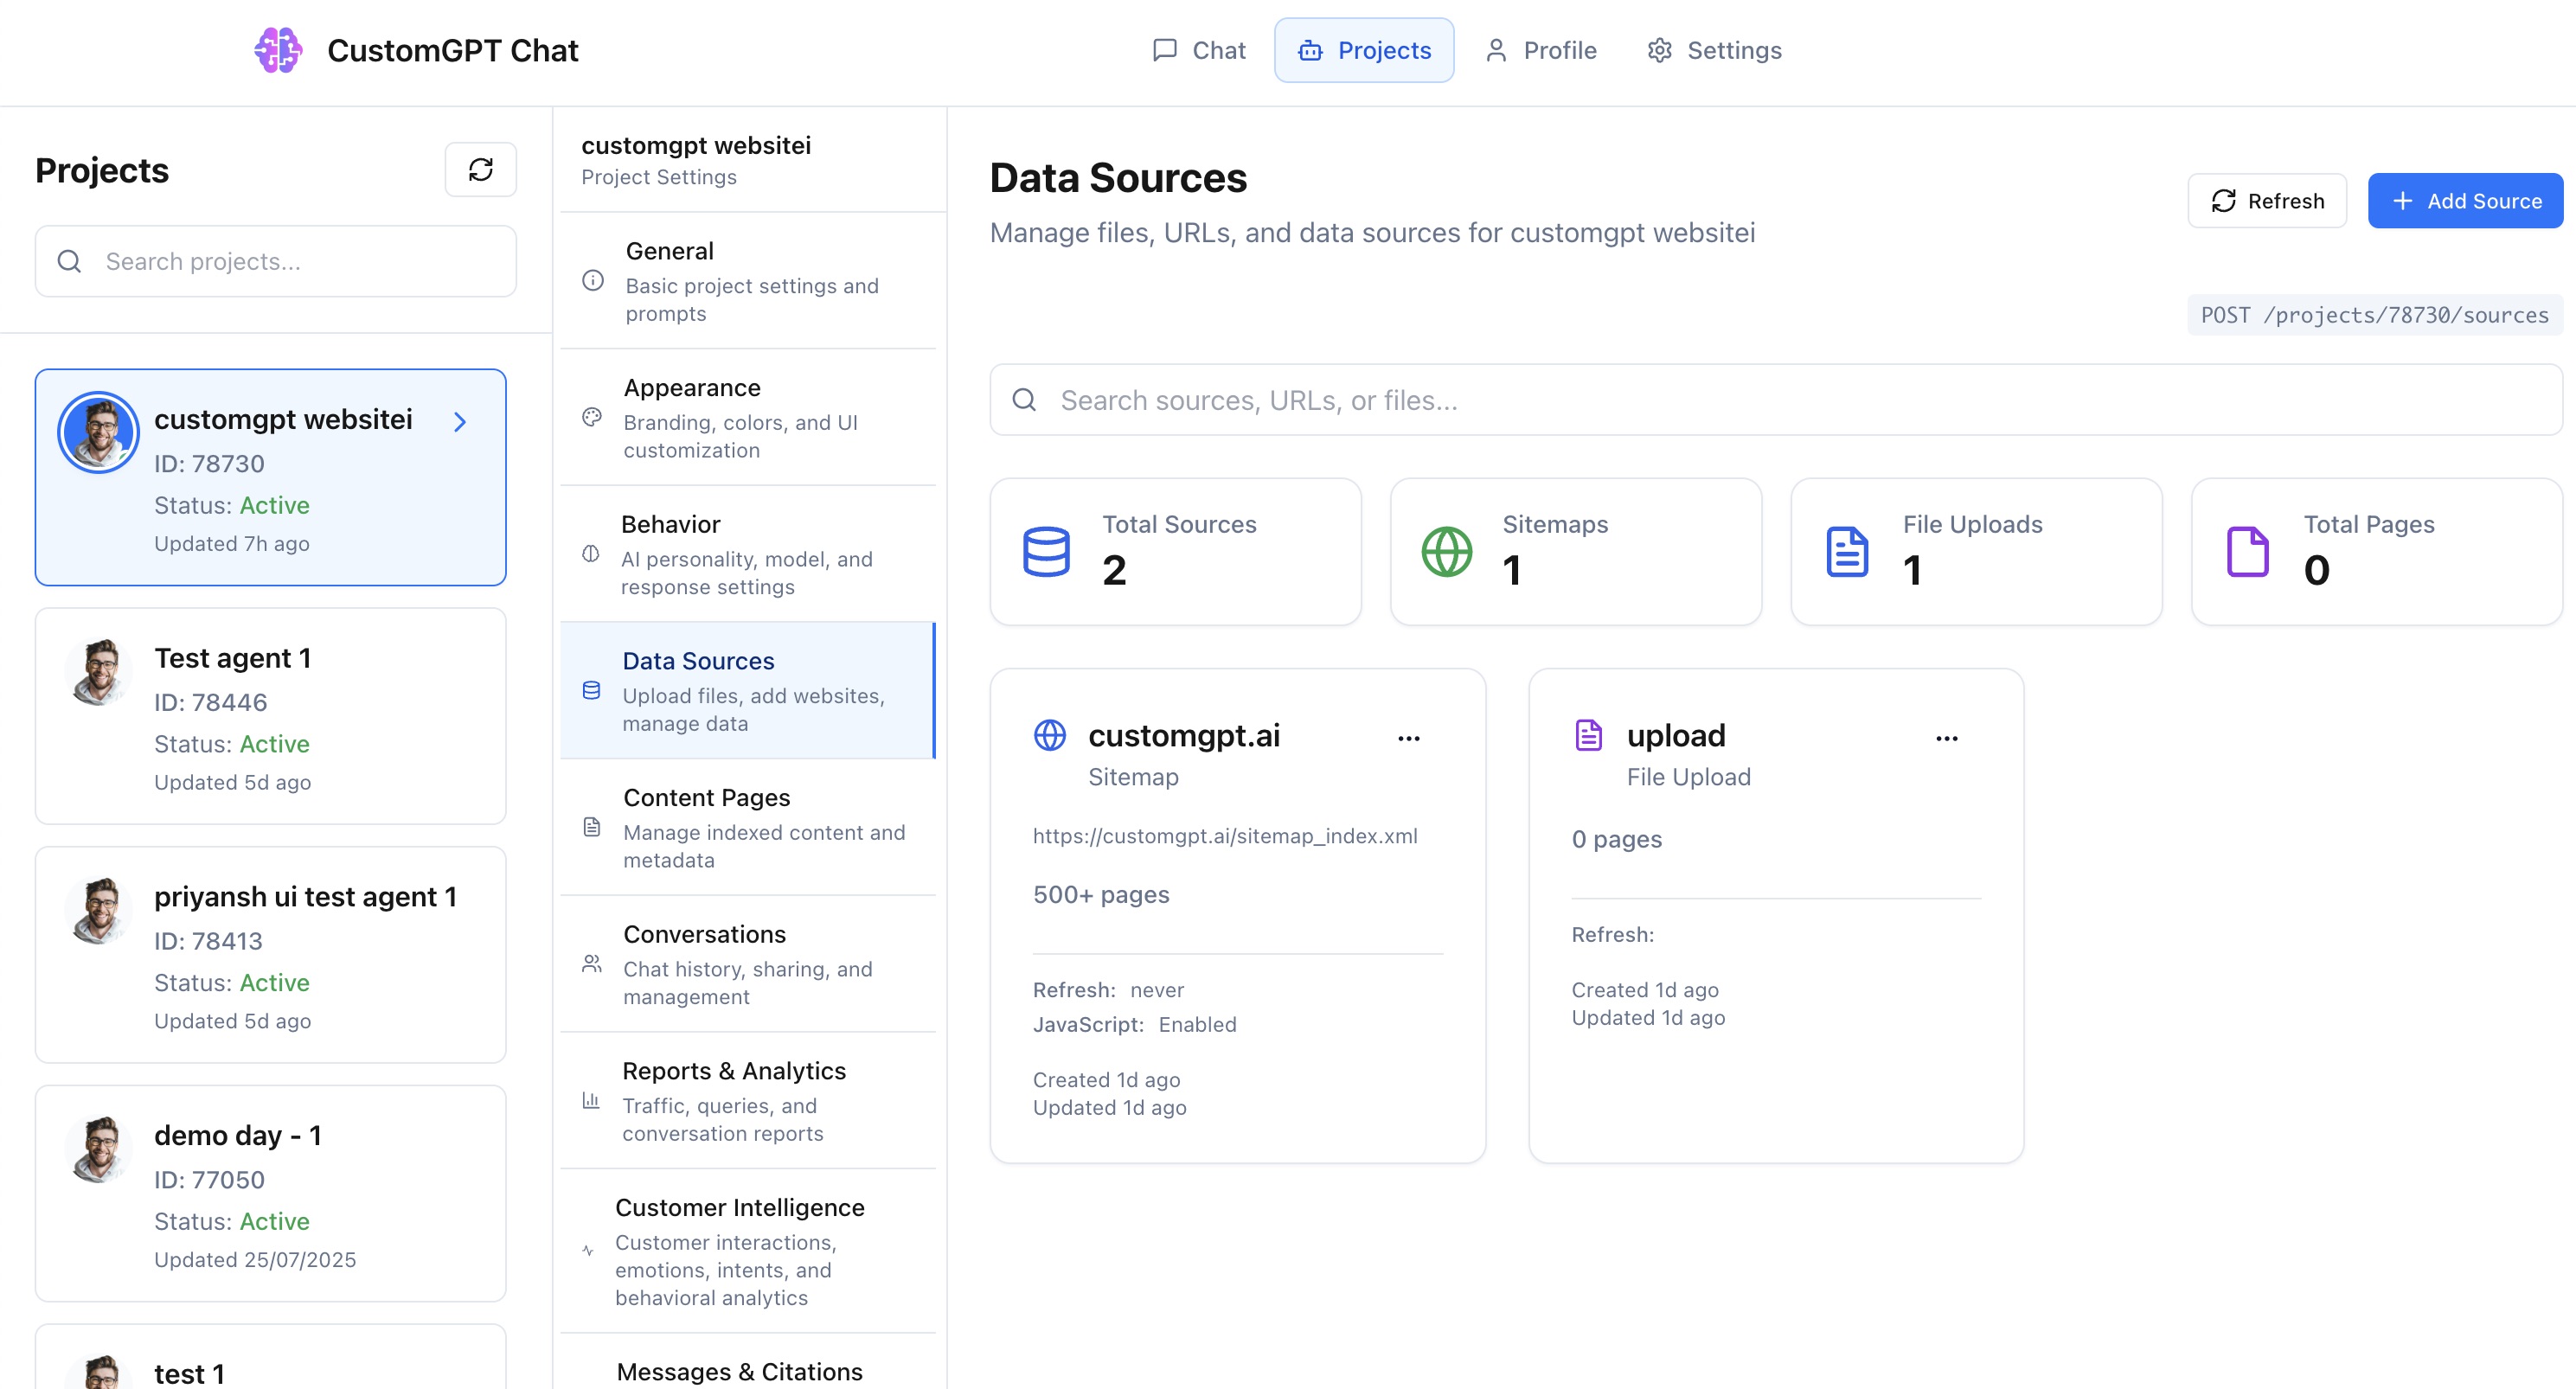 CustomGPT Chat
Chat
Projects
Profile
Settings
Projects
Search projects...
customgpt websitei
ID: 78730
Status: Active
Updated 7h ago
Test agent 1
ID: 78446
Status: Active
Updated 5d ago
priyansh ui test agent 1
ID: 78413
Status: Active
Updated 5d ago
demo day - 1
ID: 77050
Status: Active
Updated 25/07/2025
test 1
customgpt websitei
Project Settings
General
Basic project settings and
prompts
Appearance
Branding, colors, and UI
customization
Behavior
AI personality, model, and
response settings
Data Sources
Upload files, add websites,
manage data
Content Pages
Manage indexed content and
metadata
Conversations
Chat history, sharing, and
management
Reports & Analytics
Traffic, queries, and
conversation reports
Customer Intelligence
Customer interactions,
emotions, intents, and
behavioral analytics
Messages & Citations
Data Sources
Manage files, URLs, and data sources for customgpt websitei
Refresh
Add Source
POST /projects/78730/sources
Search sources, URLs, or files...
Total Sources
2
Sitemaps
1
File Uploads
1
Total Pages
0
customgpt.ai
Sitemap
https://customgpt.ai/sitemap_index.xml
500+ pages
Refresh: never
JavaScript: Enabled
Created 1d ago
Updated 1d ago
upload
File Upload
0 pages
Refresh:
Created 1d ago
Updated 1d ago